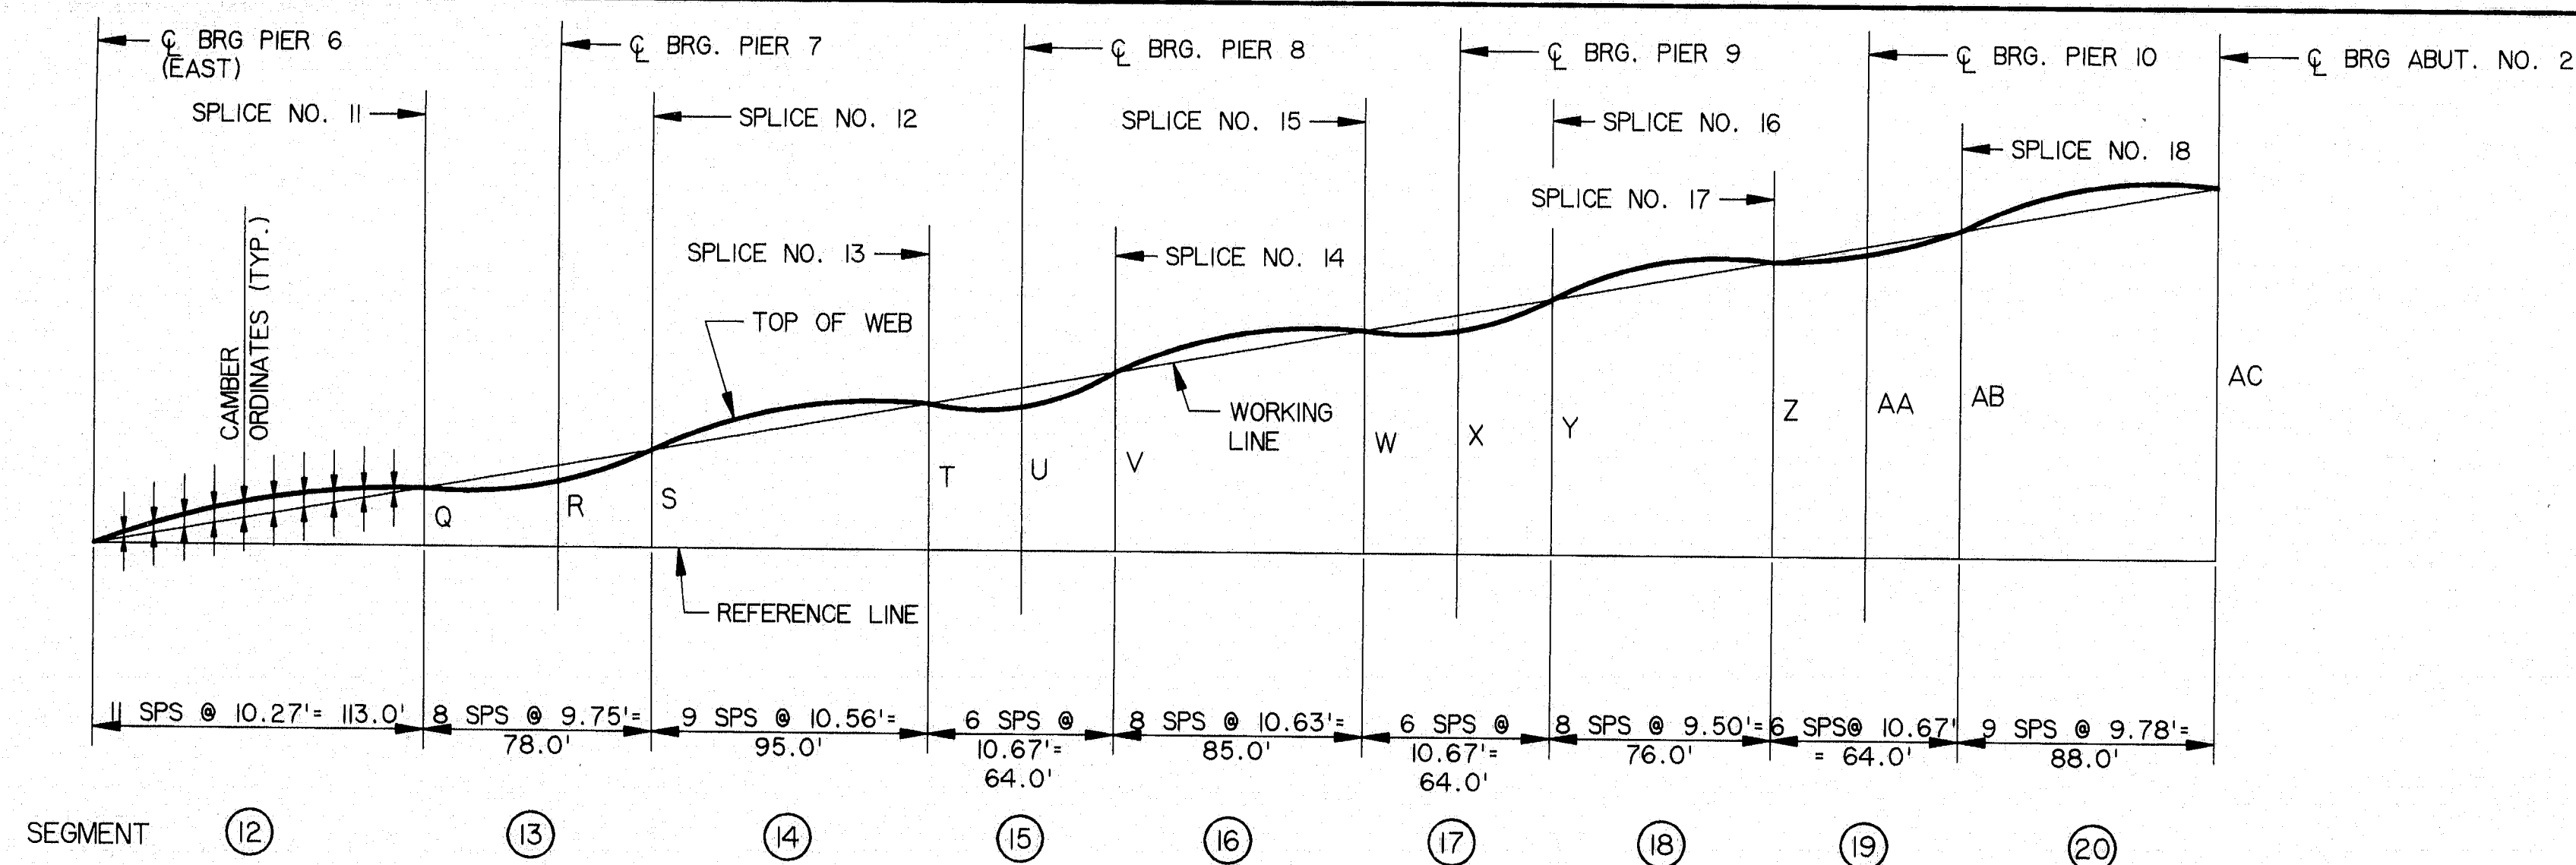 ℄ BRG PIER 6
(EAST)
℄ BRG. PIER 7
℄ BRG. PIER 8
℄ BRG. PIER 9
℄ BRG. PIER 10
℄ BRG ABUT. NO. 2
SPLICE NO. 11
SPLICE NO. 12
SPLICE NO. 15
SPLICE NO. 16
SPLICE NO. 18
SPLICE NO. 17
SPLICE NO. 13
SPLICE NO. 14
CAMBER
ORDINATES (TYP.)
TOP OF WEB
WORKING
LINE
Q
R
S
T
U
V
W
X
Y
Z
AA
AB
AC
REFERENCE LINE
11 SPS @ 10.27'= 113.0'
8 SPS @ 9.75'=
78.0'
9 SPS @ 10.56'=
95.0'
6 SPS @
10.67'=
64.0'
8 SPS @ 10.63'=
85.0'
6 SPS @
10.67'=
64.0'
8 SPS @ 9.50'=
76.0'
6 SPS@ 10.67'
= 64.0'
9 SPS @ 9.78'=
88.0'
SEGMENT 12 13 14 15 16 17 18 19 20